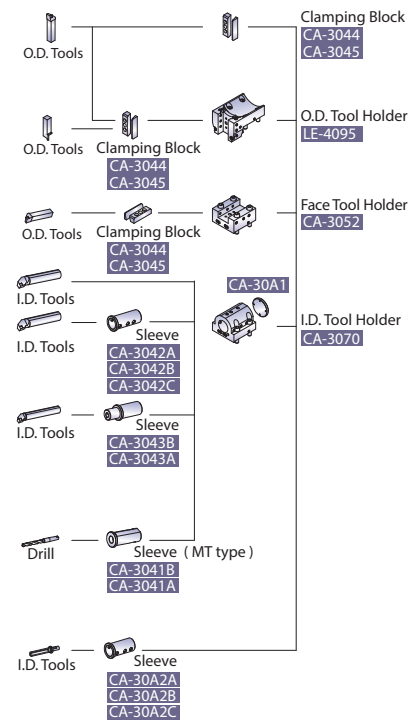 O.D. Tools
Clamping Block
CA-3044
CA-3045
O.D. Tools
Clamping Block
CA-3044
CA-3045
O.D. Tool Holder
LE-4095
O.D. Tools
Clamping Block
CA-3044
CA-3045
Face Tool Holder
CA-3052
I.D. Tools
CA-30A1
I.D. Tool Holder
CA-3070
I.D. Tools
Sleeve
CA-3042A
CA-3042B
CA-3042C
I.D. Tools
Sleeve
CA-3043B
CA-3043A
Drill
Sleeve ( MT type )
CA-3041B
CA-3041A
I.D. Tools
Sleeve
CA-30A2A
CA-30A2B
CA-30A2C